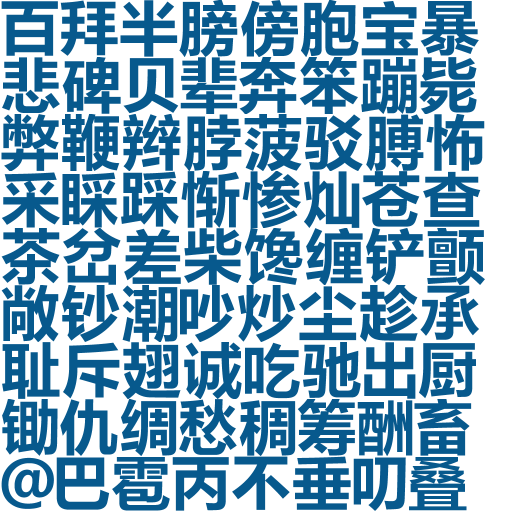 百拜半膀傍胞宝暴
悲碑贝辈奔笨蹦毙
弊鞭辫脖菠驳膊怖
采睬踩惭惨灿苍查
茶岔差柴馋缠铲颤
敞钞潮吵炒尘趁承
耻斥翅诚吃驰出厨
锄仇绸愁稠筹酬畜
@巴雹丙不垂叨叠